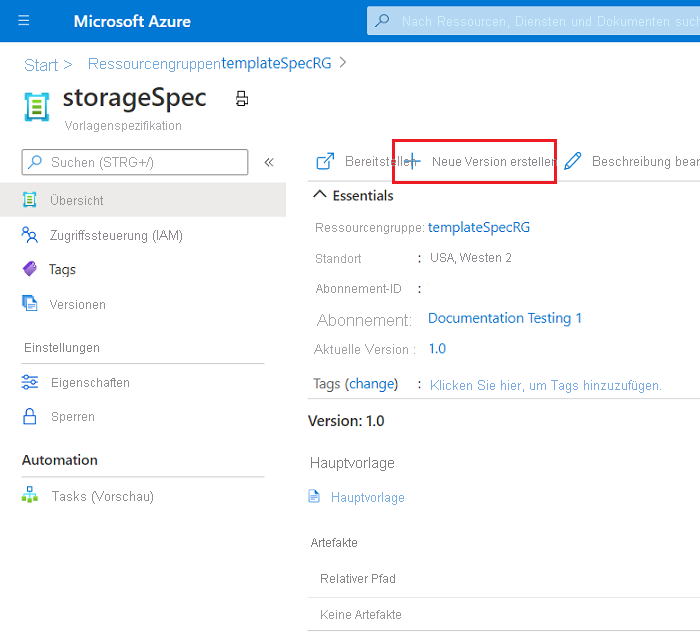 Microsoft Azure
Nach Ressourcen, Diensten und Dokumenten such
Start > RessourcengruppentemplateSpecRG >
storageSpec
Vorlagenspezifikation
Suchen (STRG+/) «
Bereitstellen Neue Version erstellen Beschreibung bear
Übersicht
Zugriffssteuerung (IAM)
Tags
Versionen
Einstellungen
Eigenschaften
Sperren
Automation
Tasks (Vorschau)
Essentials
Ressourcengruppe: templateSpecRG
Standort : USA, Westen 2
Abonnement-ID :
Abonnement: Documentation Testing 1
Aktuelle Version : 1.0
Tags (change) : Klicken Sie hier, um Tags hinzuzufügen.
Version: 1.0
Hauptvorlage
Hauptvorlage
Artefakte
Relativer Pfad
Keine Artefakte